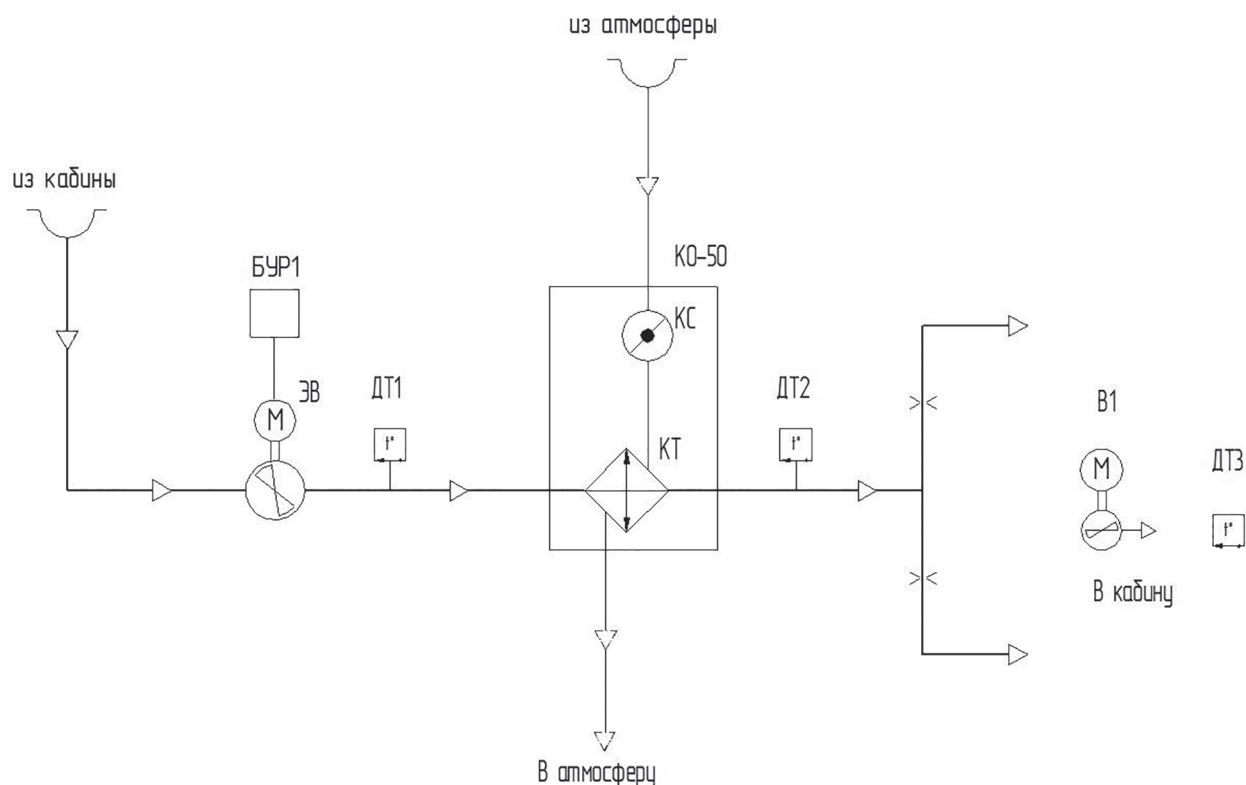 из атмосферы
из кабины
КО-50
БУР1
КС
ЭВ
ДТ1
ДТ2
В1
М
t°
t°
КТ
М
ДТ3
t°
В кабину
В атмосферу